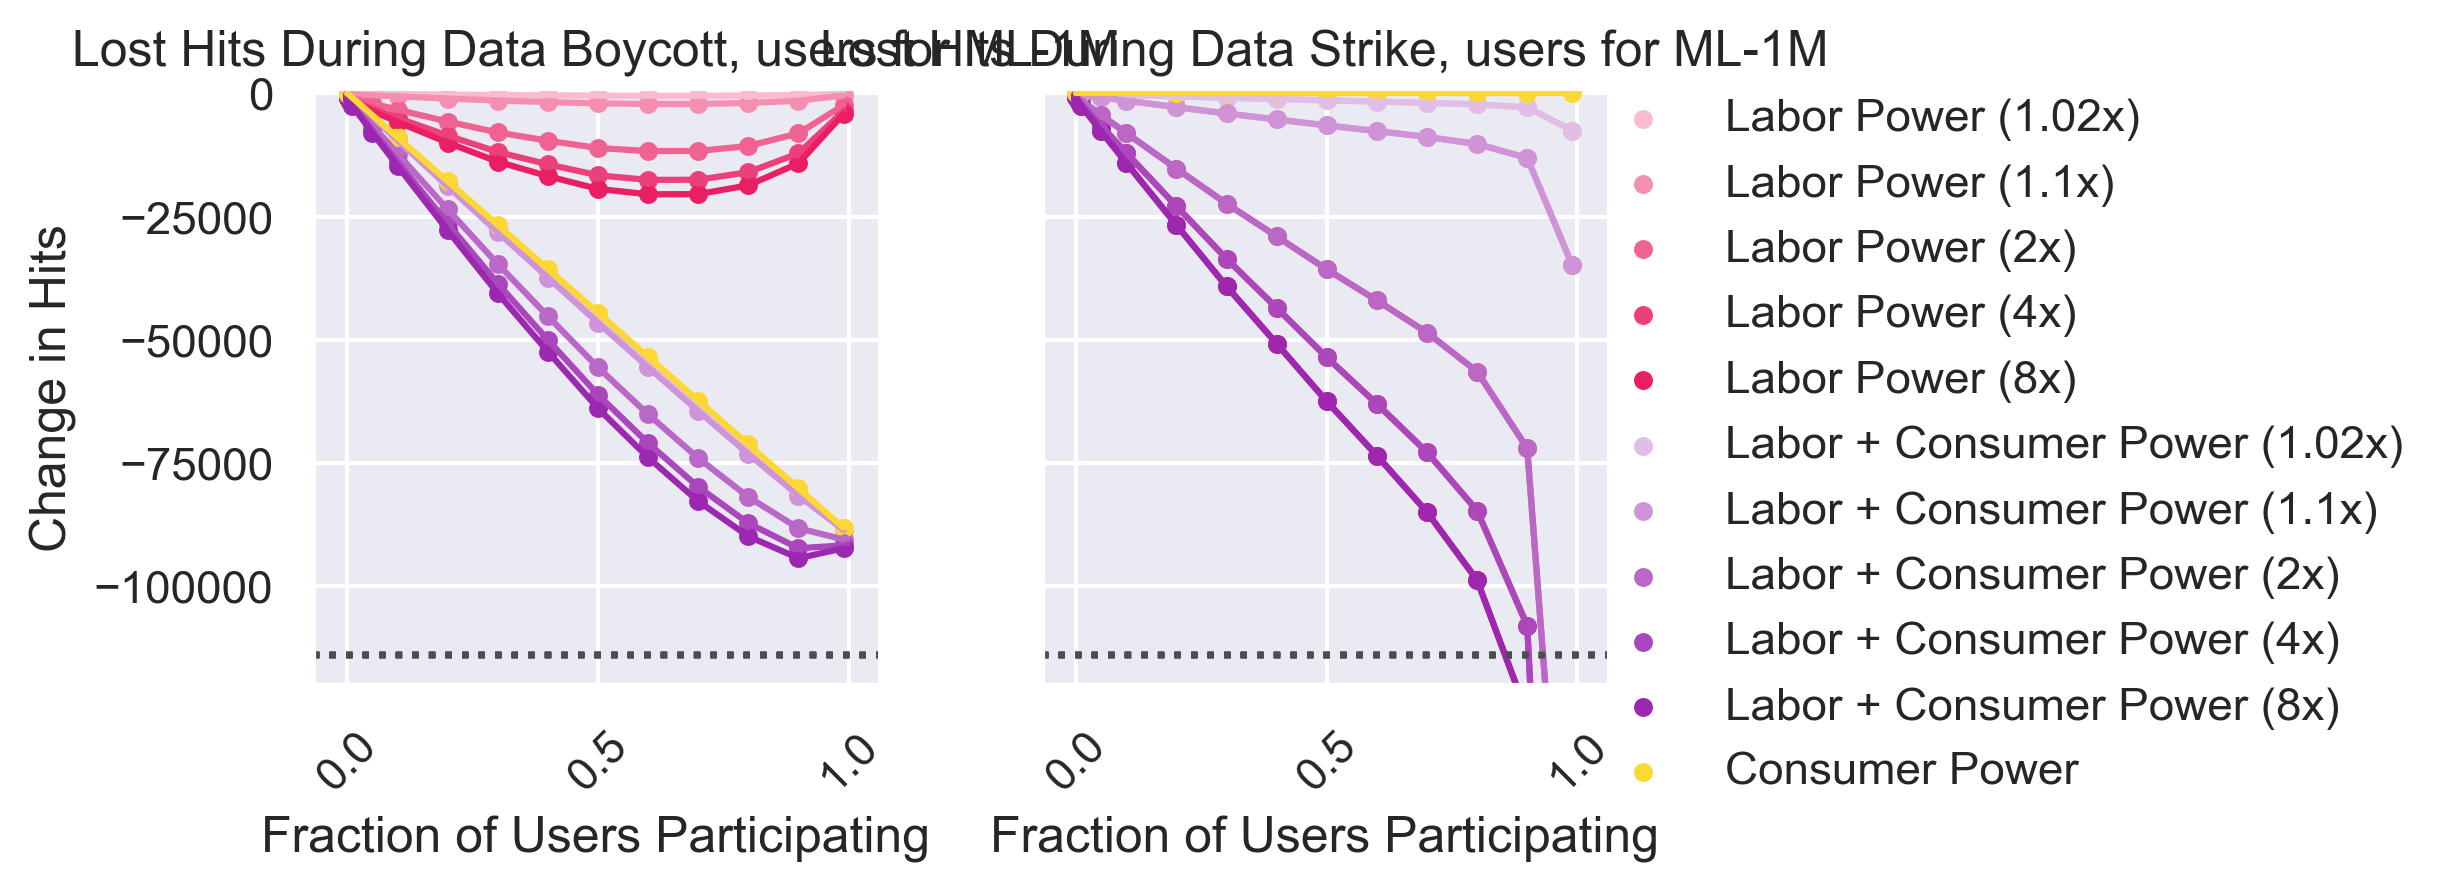 Lost Hits During Data Boycott, users for ML-1M
Lost Hits During Data Strike, users for ML-1M
Change in Hits
0
−25000
−50000
−75000
−100000
0.0
0.5
1.0
Fraction of Users Participating
0.0
0.5
1.0
Fraction of Users Participating
Labor Power (1.02x)
Labor Power (1.1x)
Labor Power (2x)
Labor Power (4x)
Labor Power (8x)
Labor + Consumer Power (1.02x)
Labor + Consumer Power (1.1x)
Labor + Consumer Power (2x)
Labor + Consumer Power (4x)
Labor + Consumer Power (8x)
Consumer Power